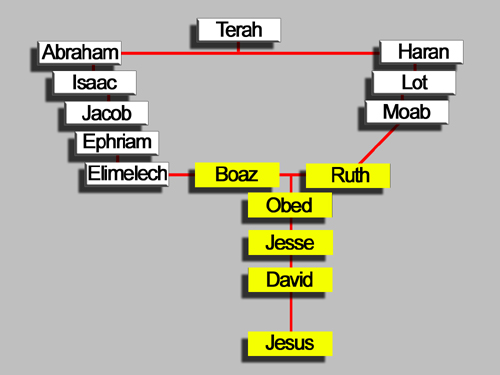 Terah
Abraham
Haran
Isaac
Lot
Jacob
Moab
Ephriam
Elimelech
Boaz
Ruth
Obed
Jesse
David
Jesus